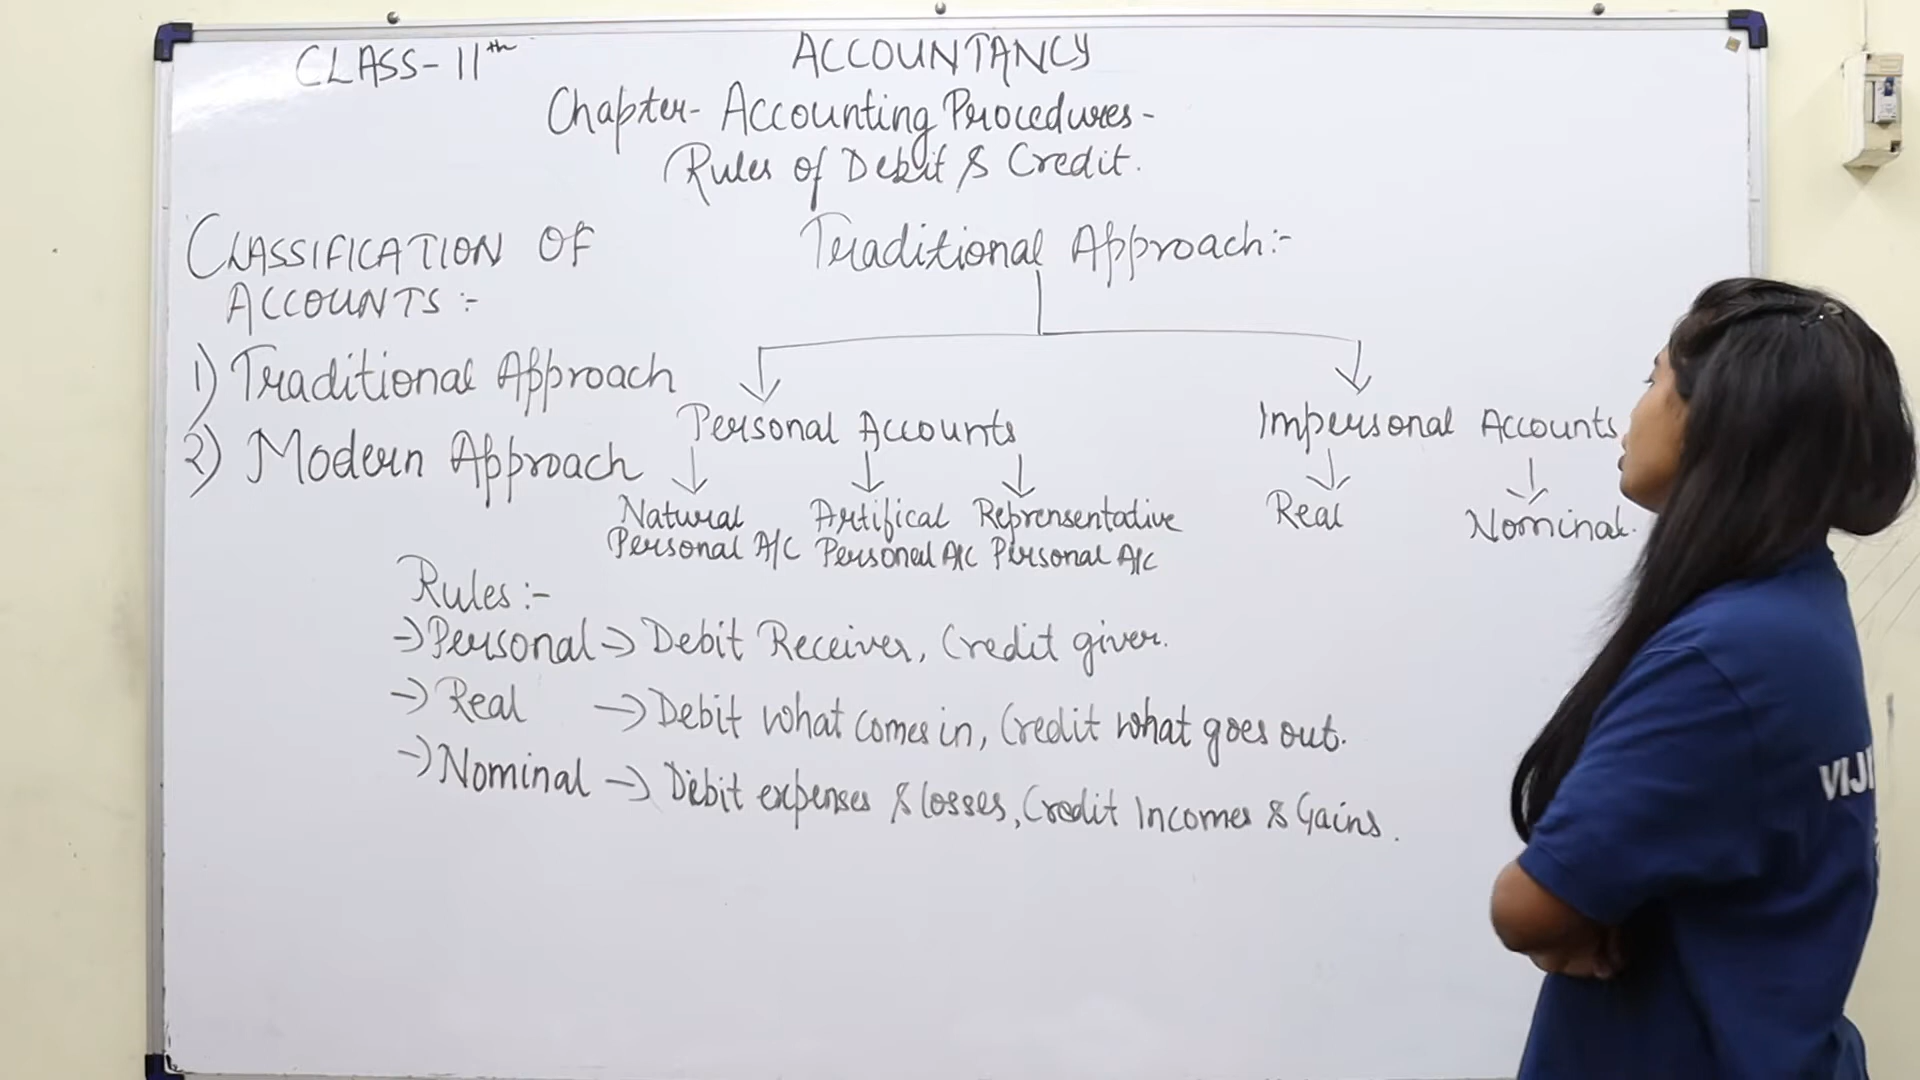 CLASS-11th
ACCOUNTANCY
Chapter- Accounting Procedures-
Rules of Debit & Credit.
CLASSIFICATION OF
ACCOUNTS :-
1) Traditional Approach
2) Modern Approach
Traditional Approach:-
Personal Accounts
Impersonal Accounts
Natural Personal A/C
Artifical Personal A/C
Reprensentative Personal A/C
Real
Nominal.
Rules :-
→ Personal → Debit Receiver, Credit giver.
→ Real → Debit what comes in, Credit what goes out.
→ Nominal → Debit expenses & losses, Credit Incomes & Gains.